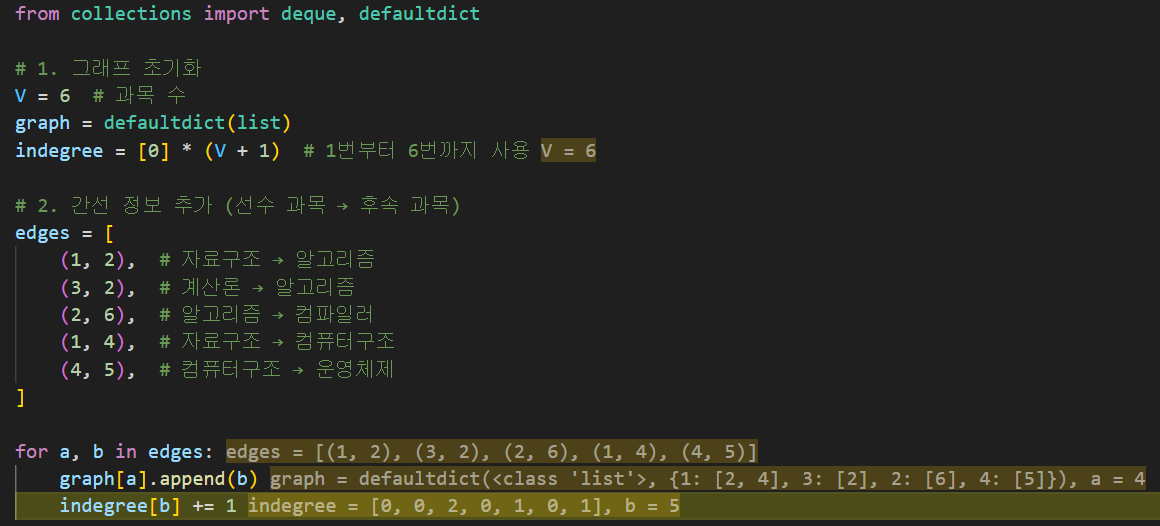 from collections import deque, defaultdict
# 1. 그래프 초기화
V = 6  # 과목 수
graph = defaultdict(list)
indegree = [0] * (V + 1)  # 1번부터 6번까지 사용 V = 6
# 2. 간선 정보 추가 (선수 과목 → 후속 과목)
edges = [
    (1, 2),  # 자료구조 → 알고리즘
    (3, 2),  # 계산론 → 알고리즘
    (2, 6),  # 알고리즘 → 컴파일러
    (1, 4),  # 자료구조 → 컴퓨터구조
    (4, 5),  # 컴퓨터구조 → 운영체제
]
for a, b in edges: edges = [(1, 2), (3, 2), (2, 6), (1, 4), (4, 5)]
    graph[a].append(b) graph = defaultdict(<class 'list'>, {1: [2, 4], 3: [2], 2: [6], 4: [5]}), a = 4
    indegree[b] += 1 indegree = [0, 0, 2, 0, 1, 0, 1], b = 5